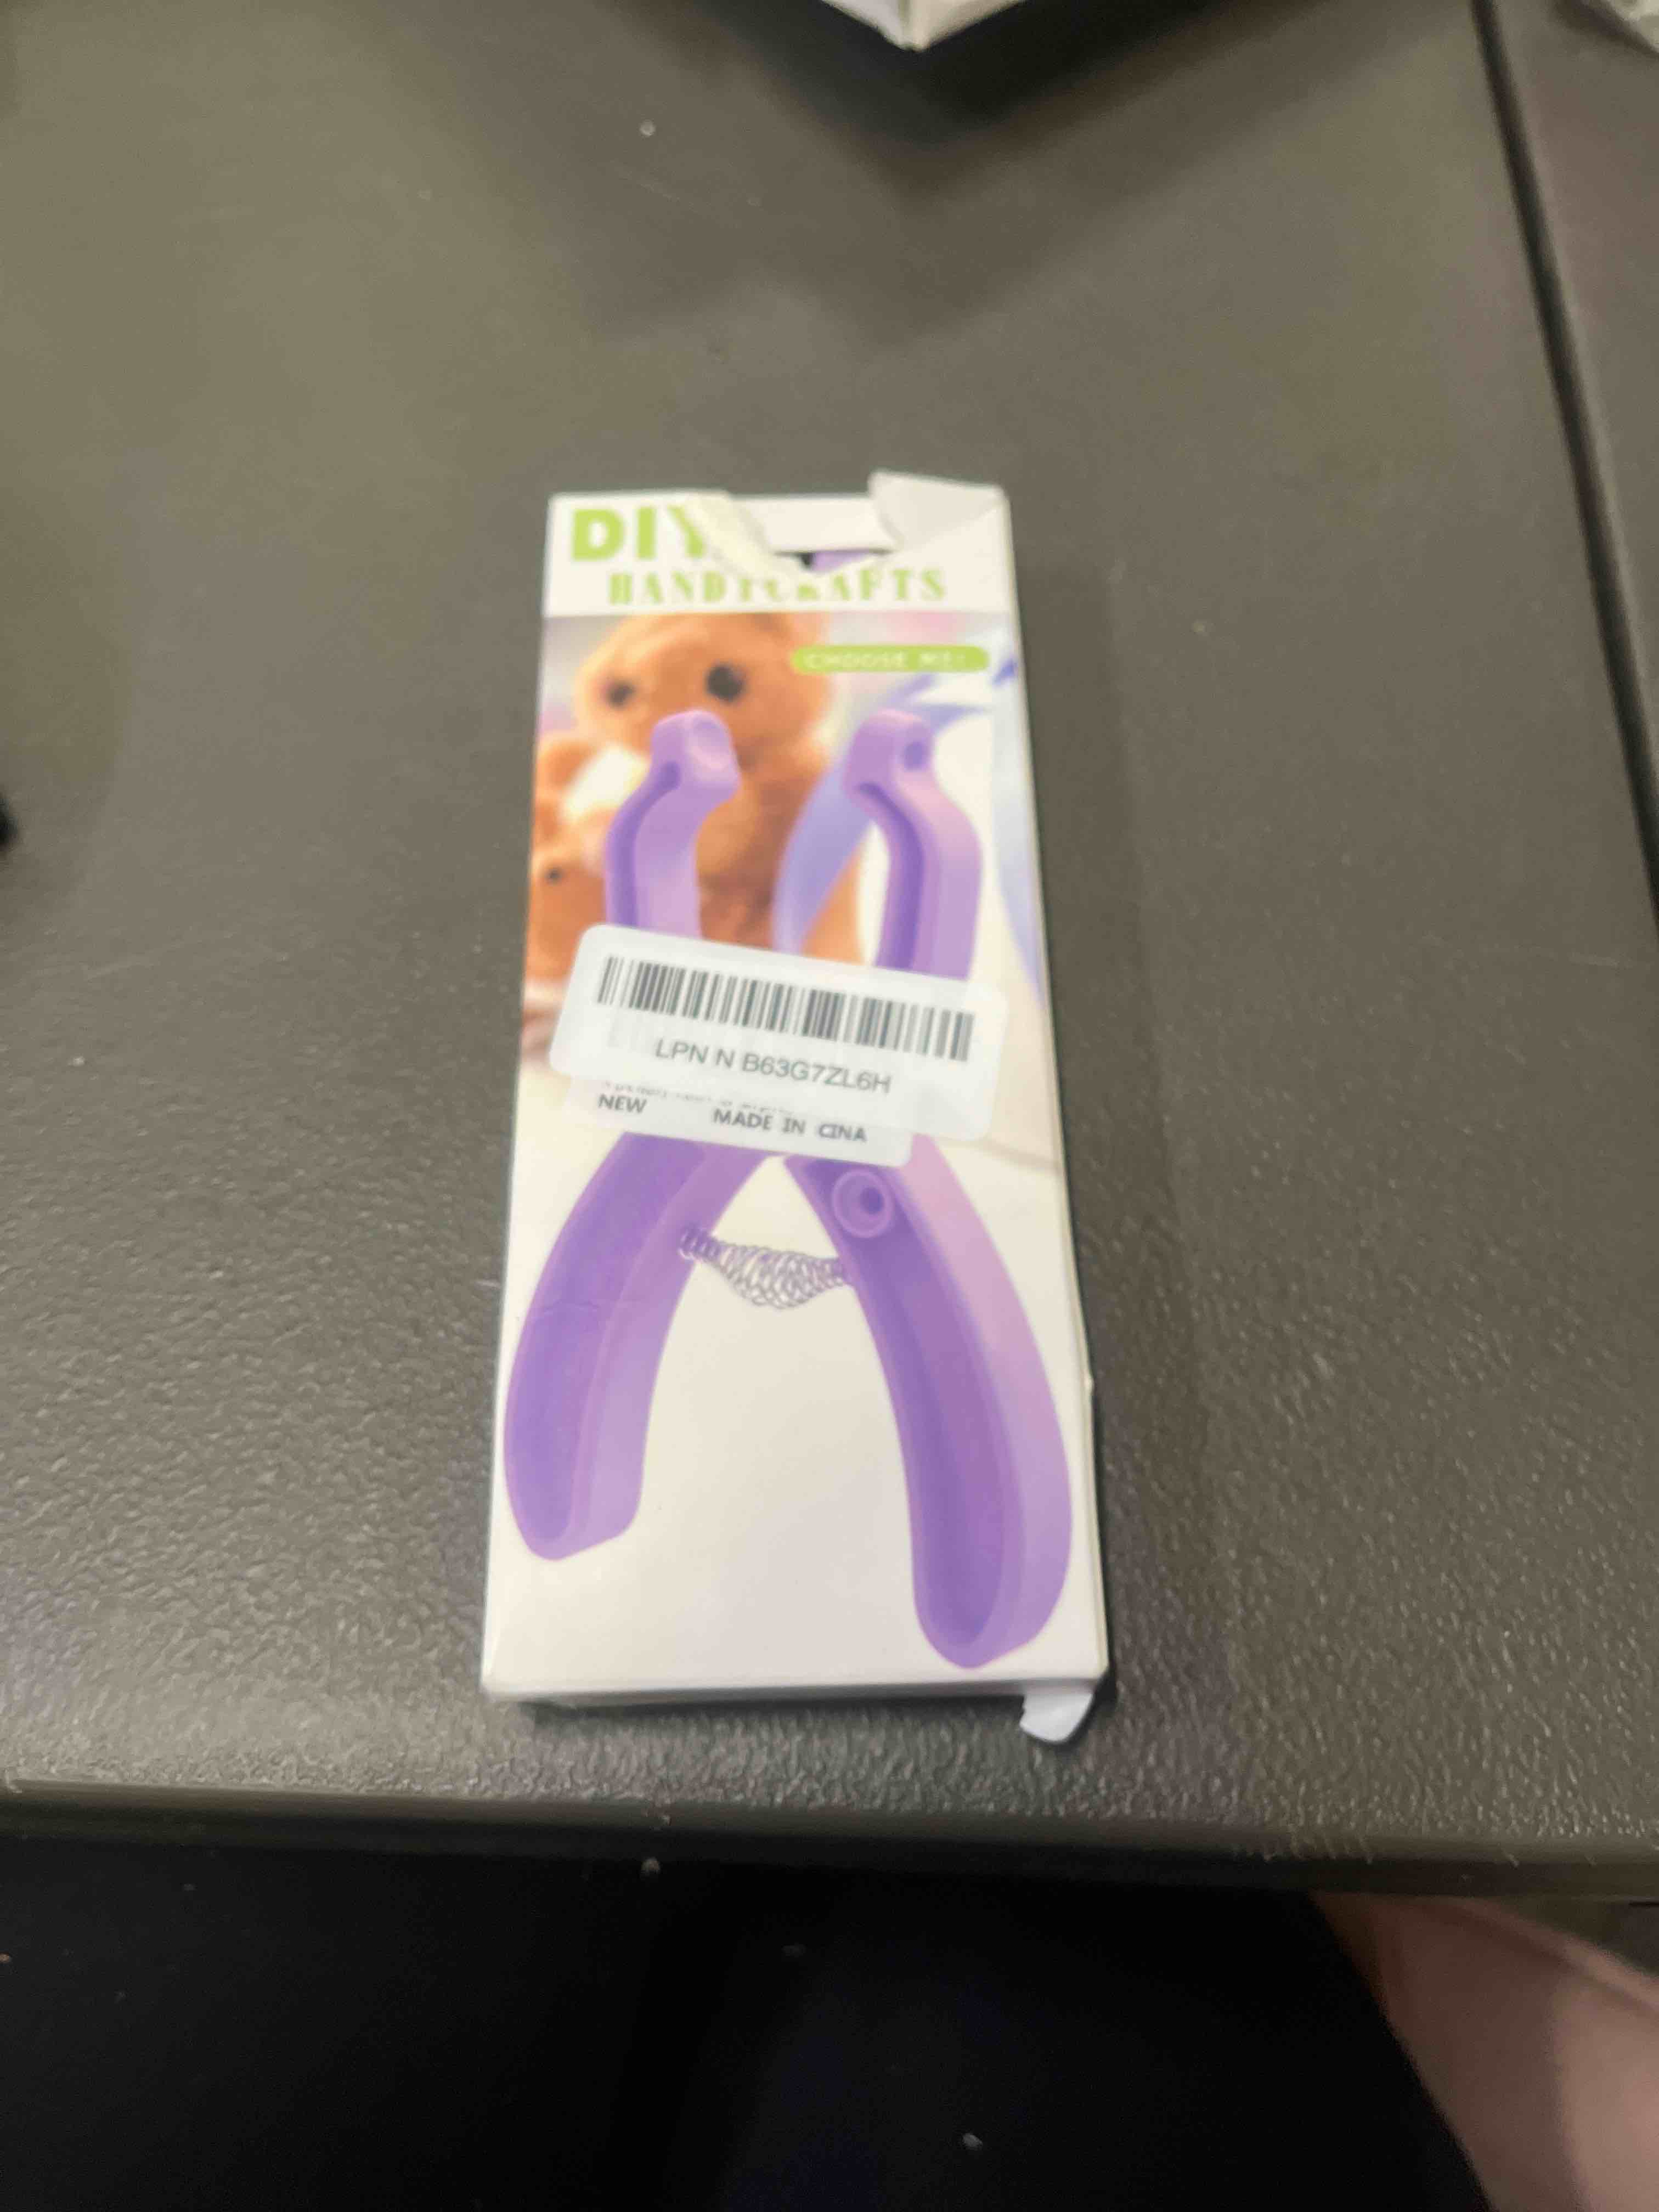 DIY
HANDYCRAFTS
CHOOSE ME!
LPN N B63G7ZL6H
NEW MADE IN CINA